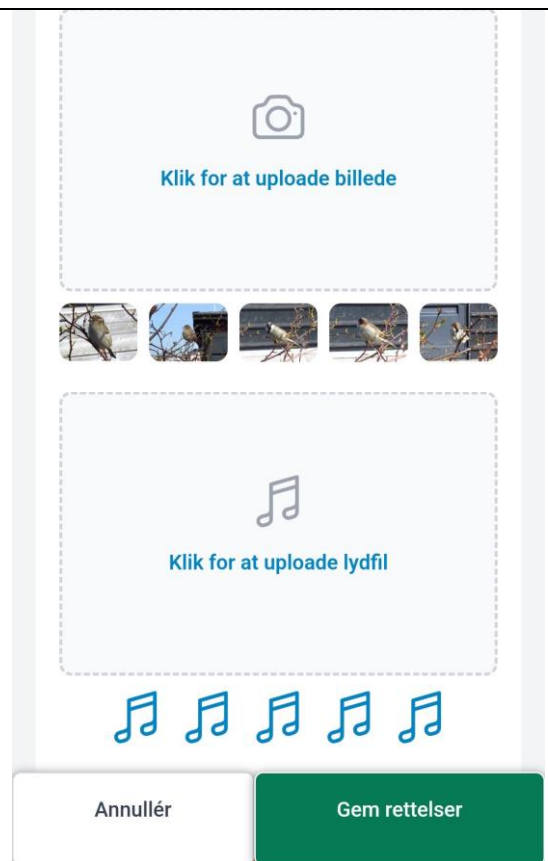 Klik for at uploade billede
Klik for at uploade lydfil
Annullér
Gem rettelser